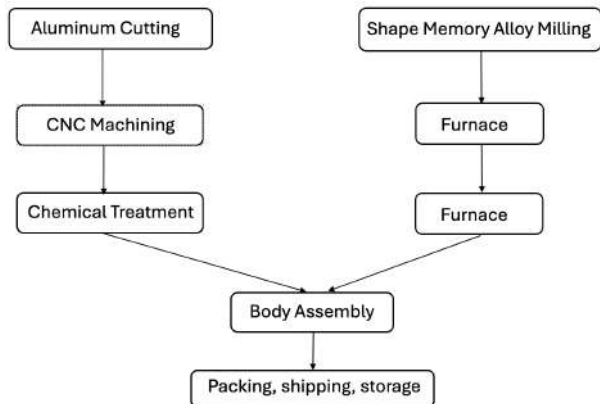 Aluminum Cutting
Shape Memory Alloy Milling
CNC Machining
Furnace
Chemical Treatment
Furnace
Body Assembly
Packing, shipping, storage